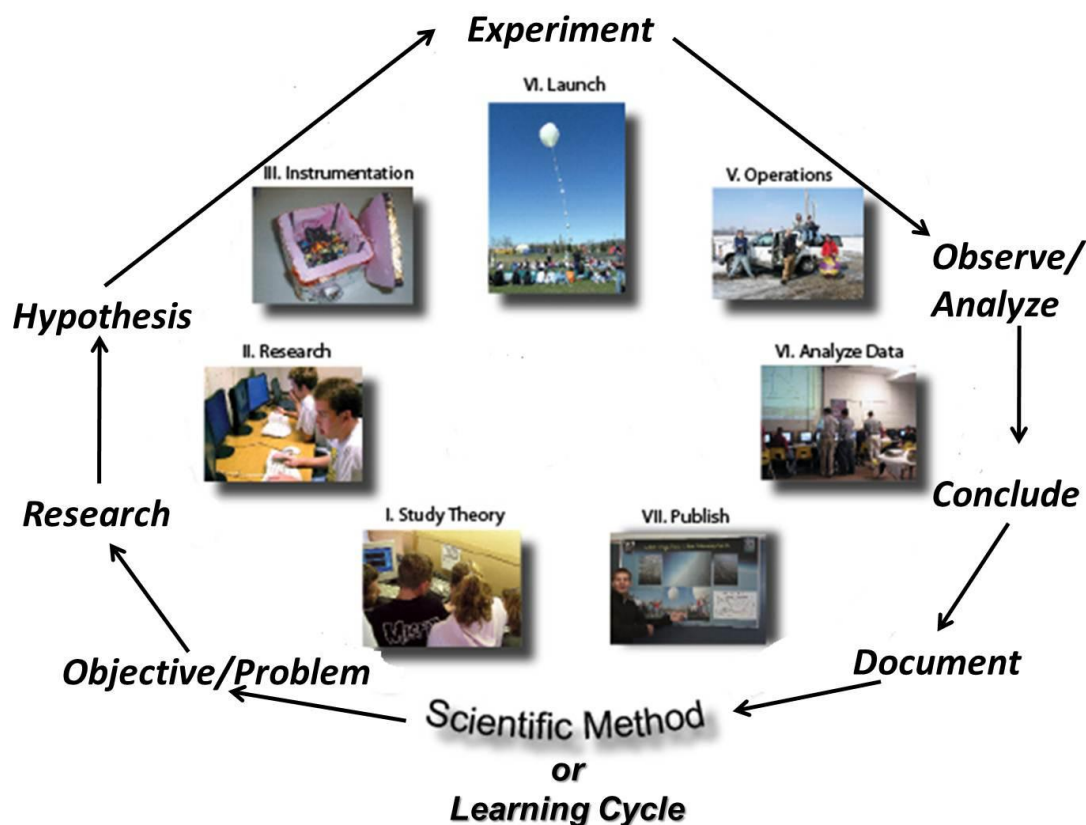 Experiment
VI. Launch
III. Instrumentation
V. Operations
Observe/
Analyze
Hypothesis
II. Research
VI. Analyze Data
Research
Conclude
I. Study Theory
VII. Publish
Objective/Problem
Document
Scientific Method
or
Learning Cycle